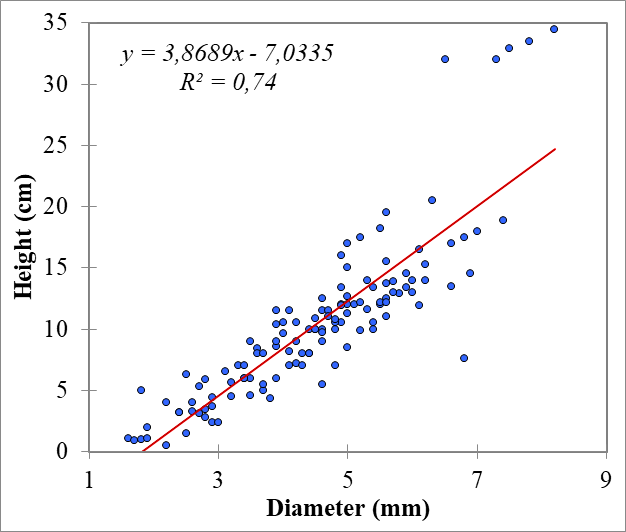 35
30
25
20
15
10
5
0
Height (cm)
y = 3,8689x - 7,0335
R² = 0,74
1 3 5 7 9
Diameter (mm)